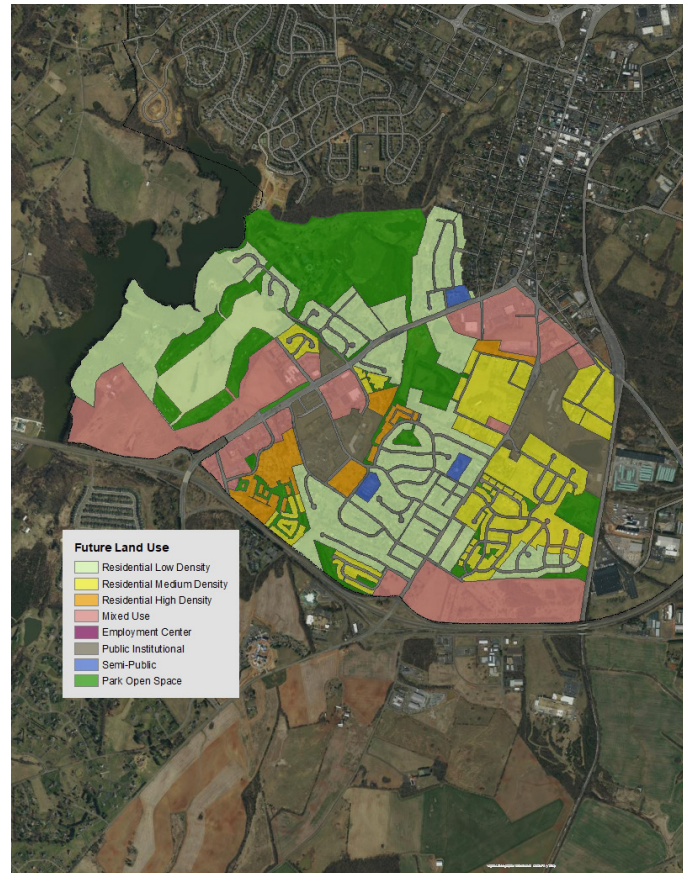 Future Land Use
Residential Low Density
Residential Medium Density
Residential High Density
Mixed Use
Employment Center
Public Institutional
Semi-Public
Park Open Space